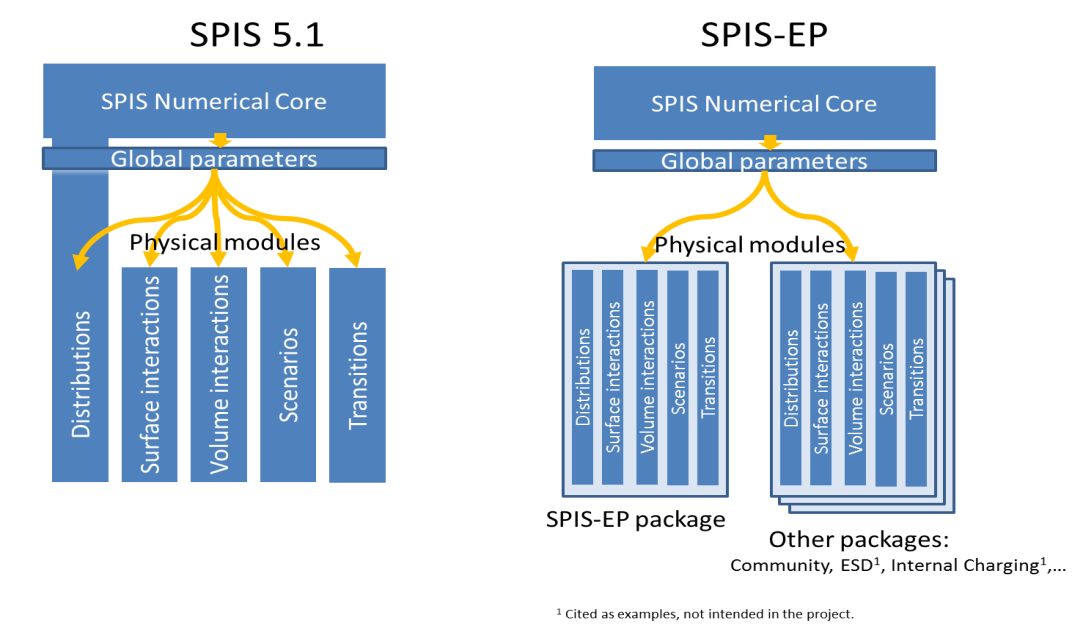 SPIS 5.1
SPIS Numerical Core
Global parameters
Physical modules
Distributions
Surface interactions
Volume interactions
Scenarios
Transitions
SPIS-EP
SPIS Numerical Core
Global parameters
Physical modules
Distributions
Surface interactions
Volume interactions
Scenarios
Transitions
SPIS-EP package
Distributions
Surface interactions
Volume interactions
Scenarios
Transitions
Other packages:
Community, ESD¹, Internal Charging¹,...
¹ Cited as examples, not intended in the project.